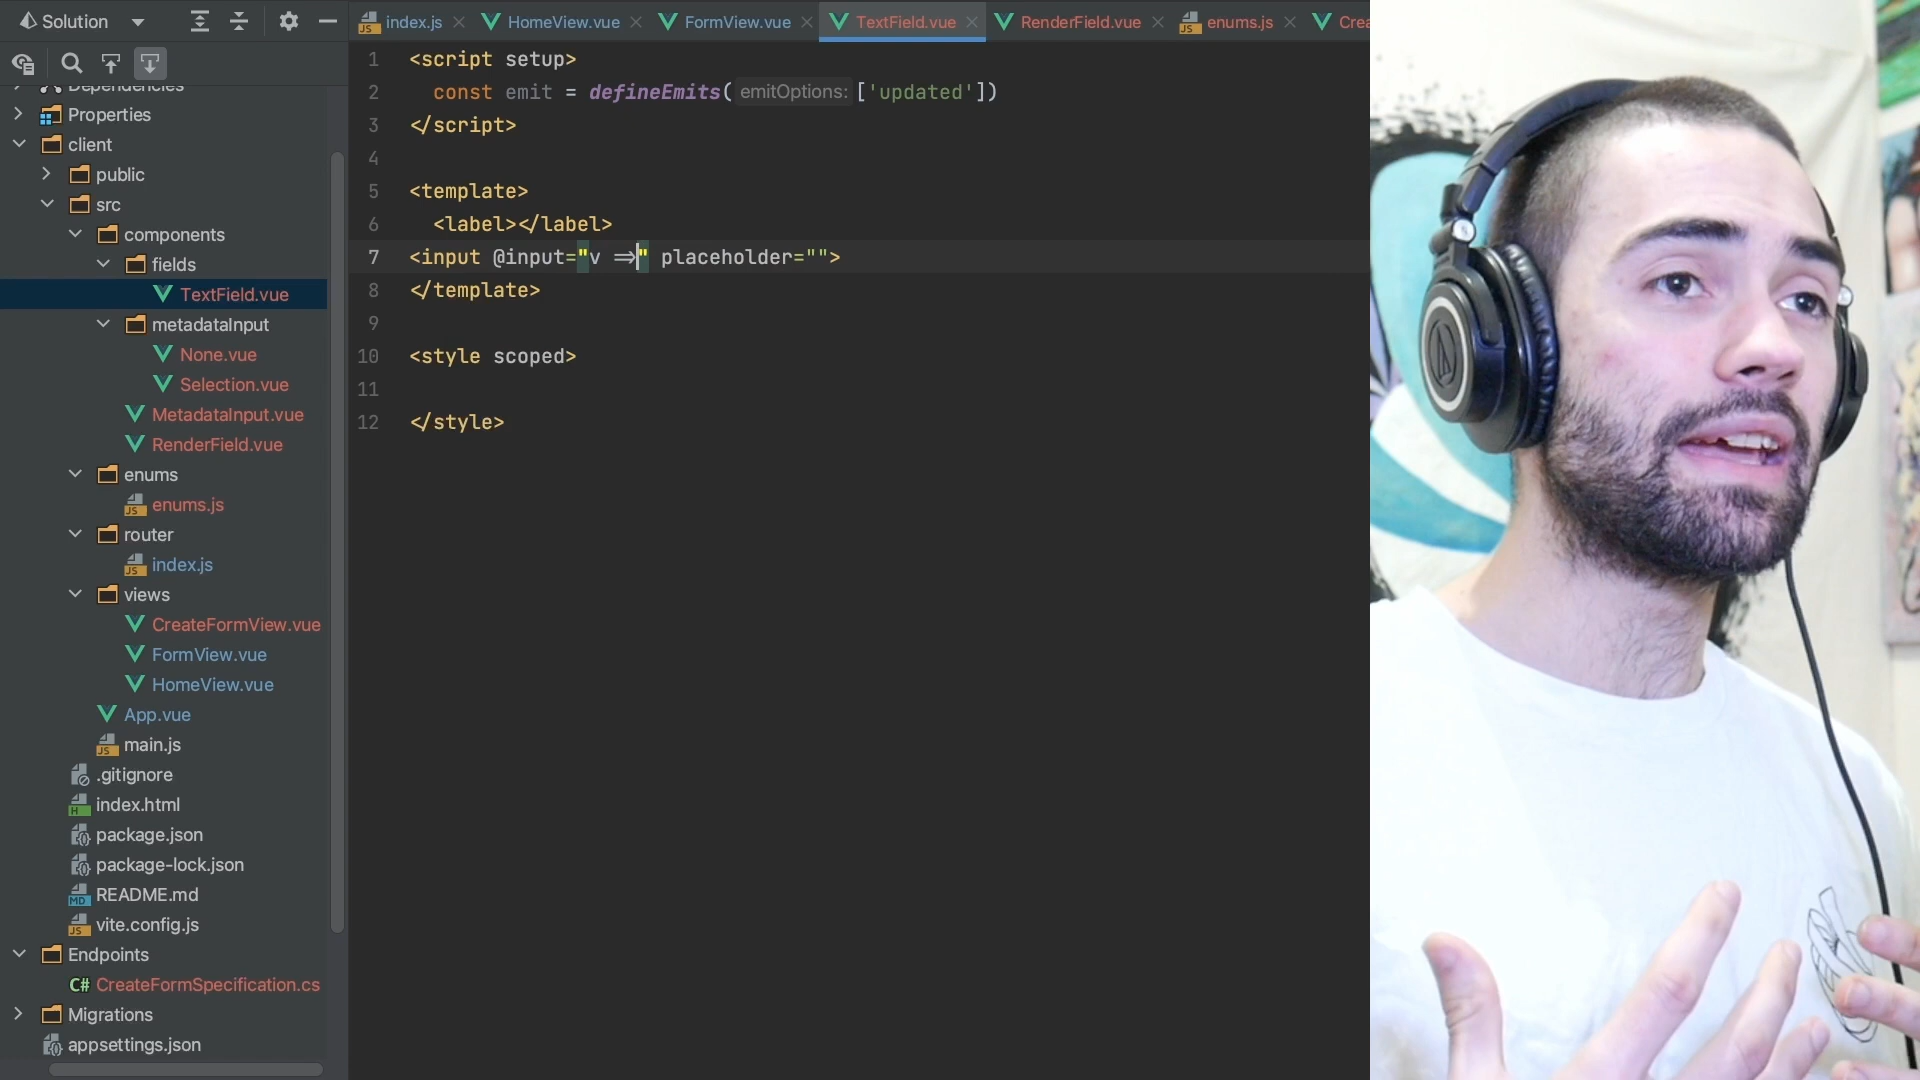 Solution
index.js
HomeView.vue
FormView.vue
TextField.vue
RenderField.vue
enums.js
Crea
Dependencies
Properties
client
public
src
components
fields
TextField.vue
metadataInput
None.vue
Selection.vue
MetadataInput.vue
RenderField.vue
enums
enums.js
router
index.js
views
CreateFormView.vue
FormView.vue
HomeView.vue
App.vue
main.js
.gitignore
index.html
package.json
package-lock.json
README.md
vite.config.js
Endpoints
C# CreateFormSpecification.cs
Migrations
appsettings.json
1 <script setup>
2 const emit = defineEmits( emitOptions: ['updated'])
3 </script>
4
5 <template>
6 <label></label>
7 <input @input="v =>" placeholder="">
8 </template>
9
10 <style scoped>
11
12 </style>